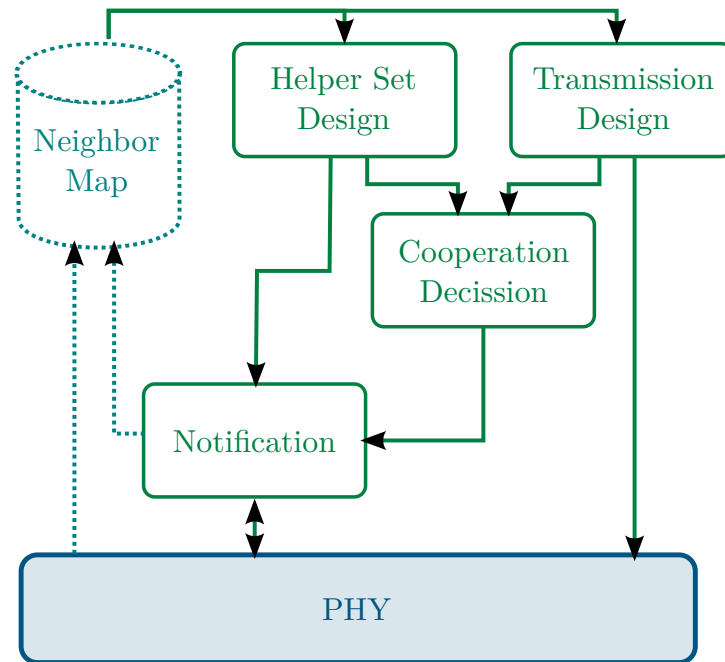 Helper Set
Design
Transmission
Design
Neighbor
Map
Cooperation
Decission
Notification
PHY